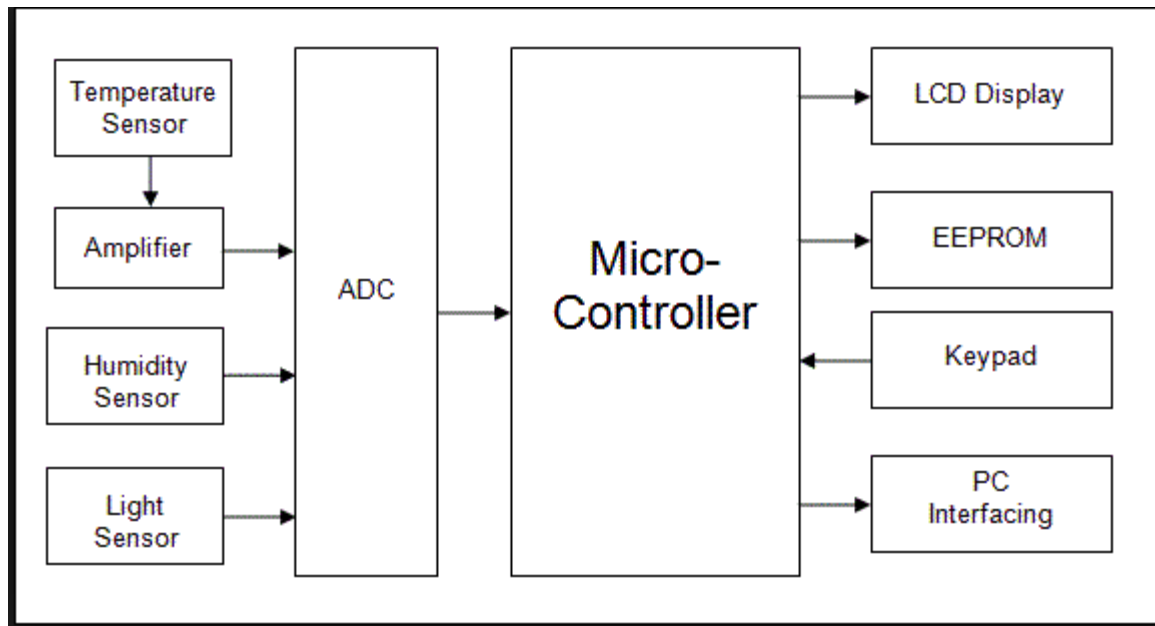 Temperature
Sensor
Amplifier
Humidity
Sensor
Light
Sensor
ADC
Micro-
Controller
LCD Display
EEPROM
Keypad
PC
Interfacing